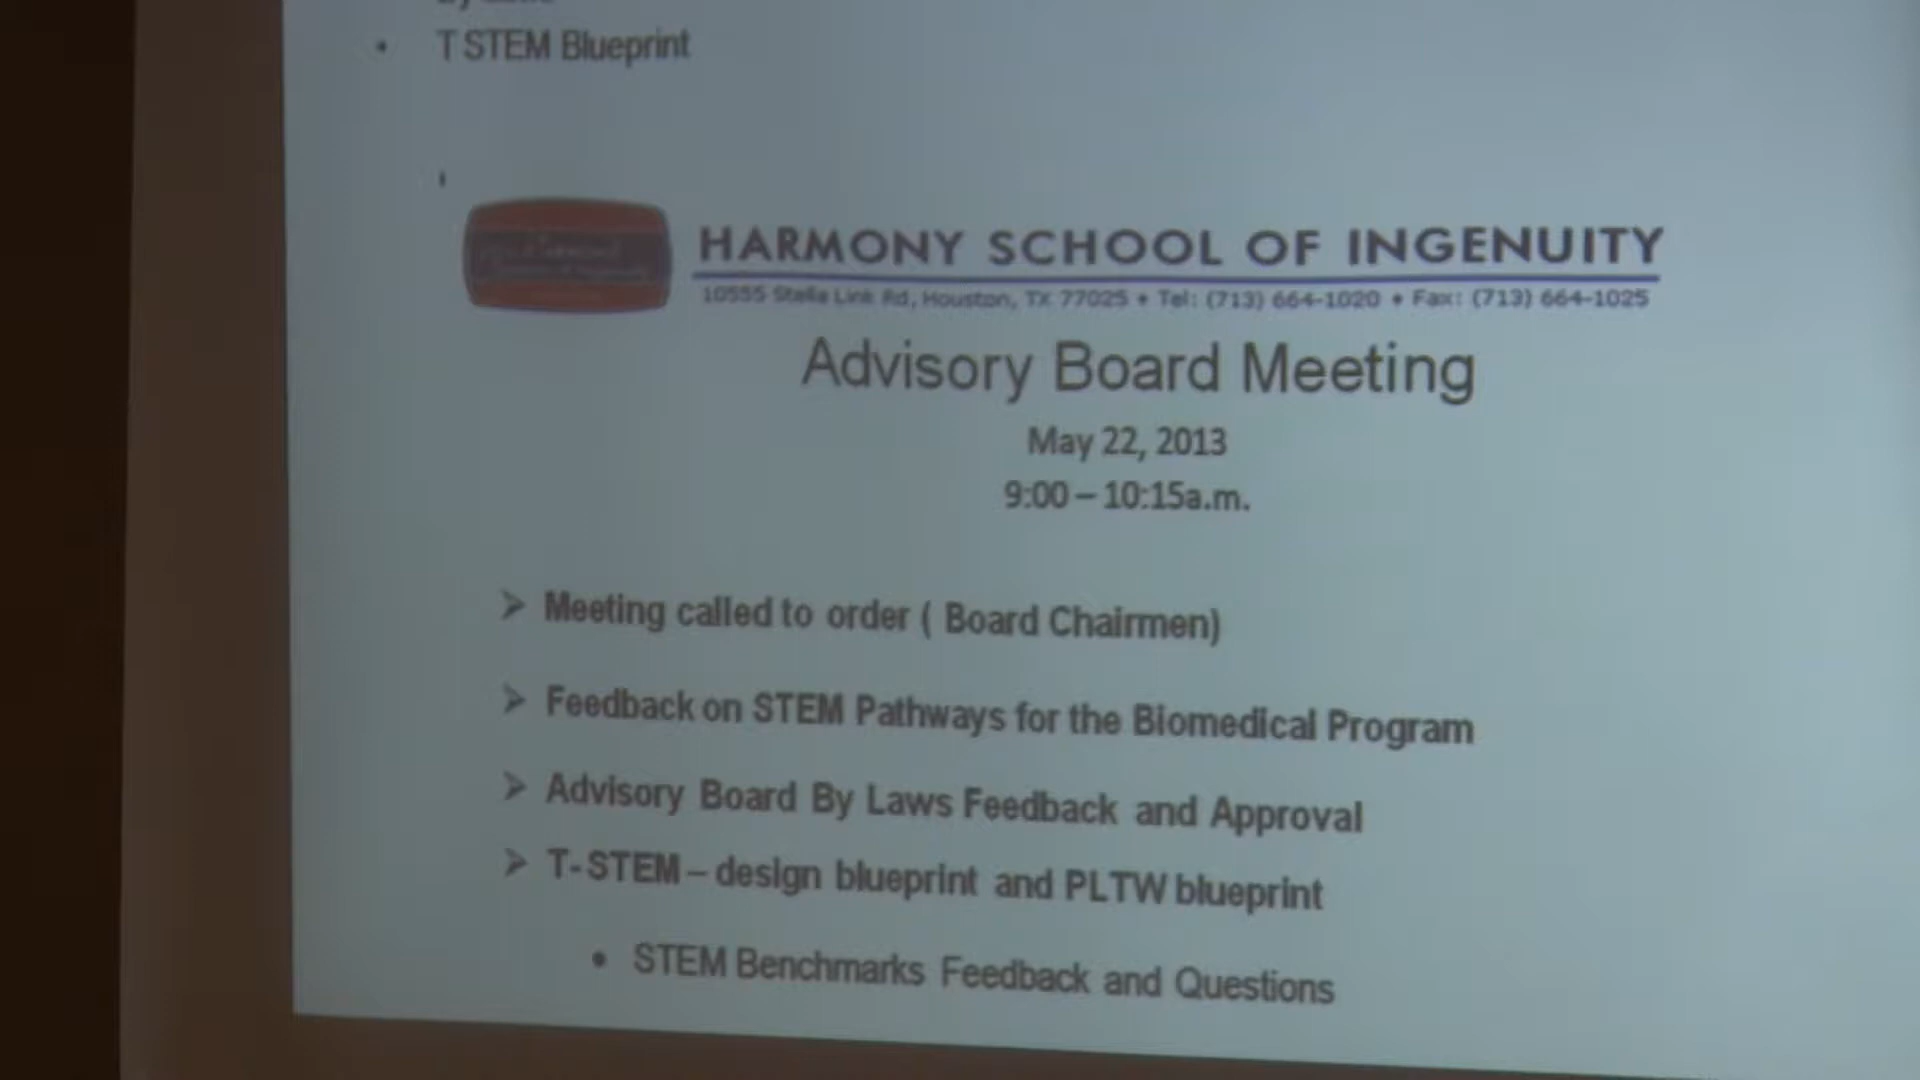 T STEM Blueprint
HARMONY SCHOOL OF INGENUITY
10555 Stella Link Rd, Houston, TX 77025 • Tel: (713) 664-1020 • Fax: (713) 664-1025
Advisory Board Meeting
May 22, 2013
9:00 – 10:15a.m.
Meeting called to order ( Board Chairmen)
Feedback on STEM Pathways for the Biomedical Program
Advisory Board By Laws Feedback and Approval
T-STEM – design blueprint and PLTW blueprint
STEM Benchmarks Feedback and Questions